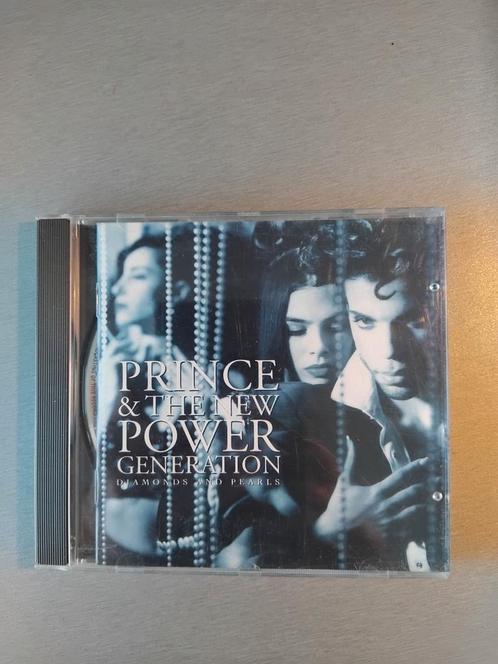 PRINCE
& THE NEW
POWER
GENERATION
DIAMONDS AND PEARLS